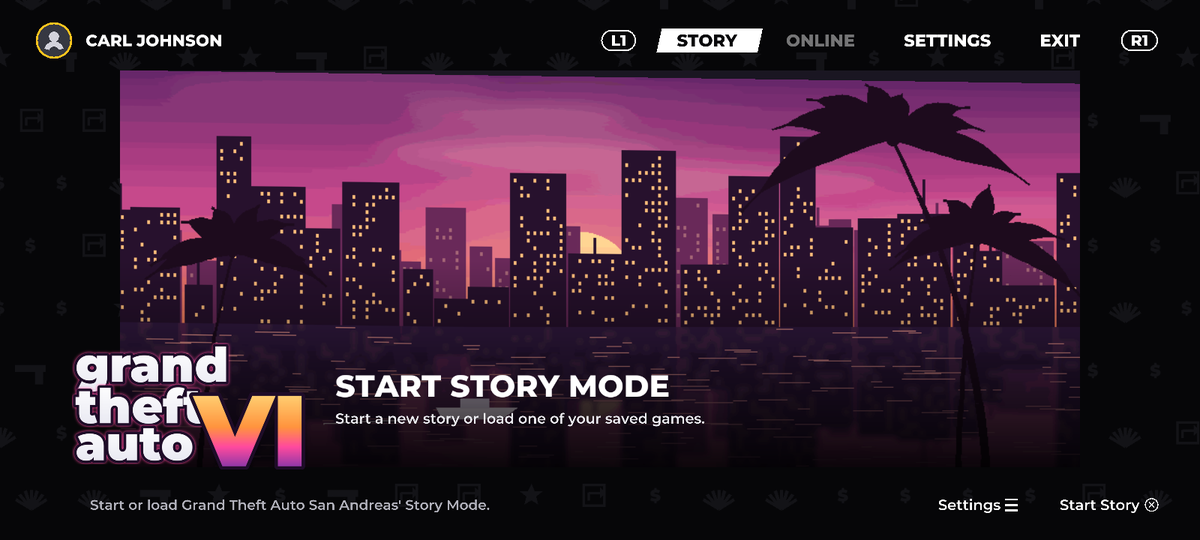 CARL JOHNSON
L1
STORY
ONLINE
SETTINGS
EXIT
R1
grand
theft
auto
VI
START STORY MODE
Start a new story or load one of your saved games.
Start or load Grand Theft Auto San Andreas' Story Mode.
Settings
Start Story